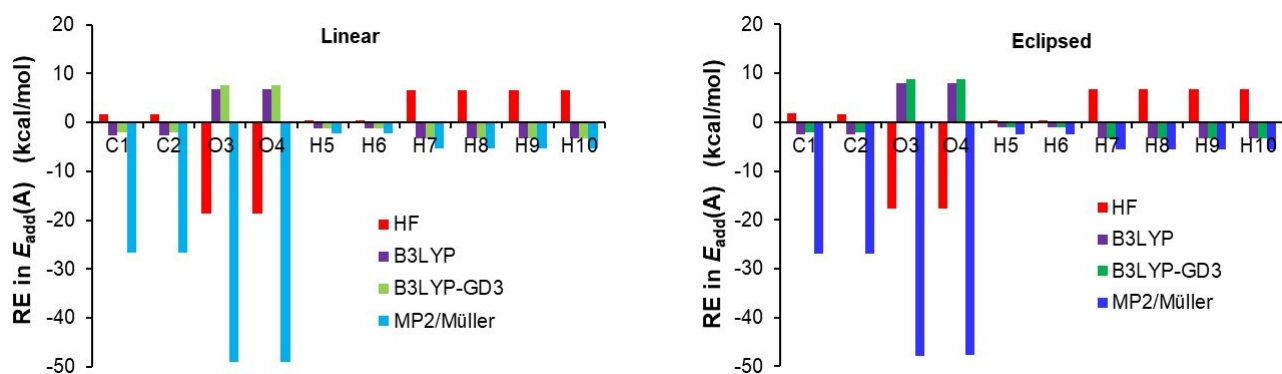 Linear
RE in Eadd(A) (kcal/mol)
20
10
0
-10
-20
-30
-40
-50
C1 C2 O3 O4 H5 H6 H7 H8 H9 H10
HF
B3LYP
B3LYP-GD3
MP2/Müller
Eclipsed
RE in Eadd(A) (kcal/mol)
20
10
0
-10
-20
-30
-40
-50
C1 C2 O3 O4 H5 H6 H7 H8 H9 H10
HF
B3LYP
B3LYP-GD3
MP2/Müller